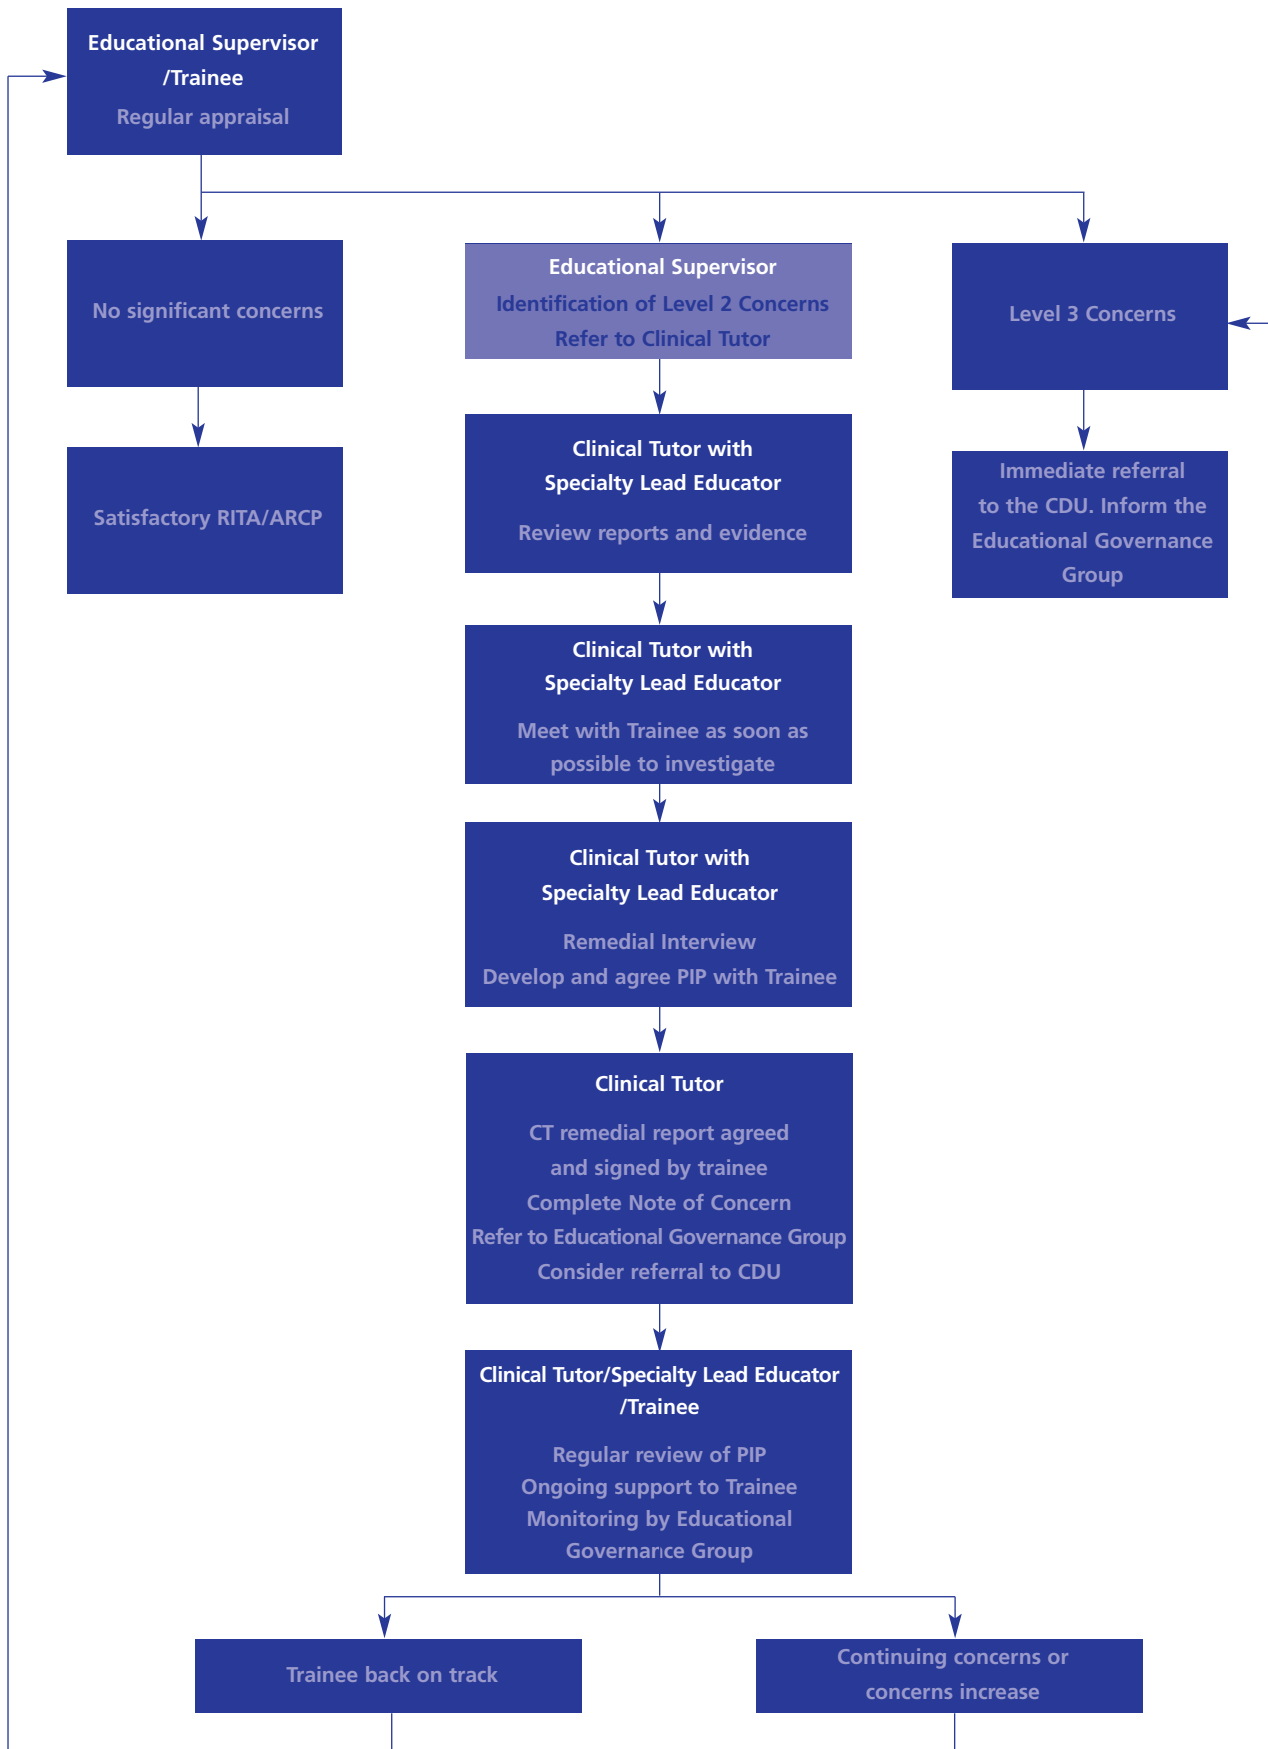 Educational Supervisor
/Trainee
Regular appraisal
No significant concerns
Satisfactory RITA/ARCP
Educational Supervisor
Identification of Level 2 Concerns
Refer to Clinical Tutor
Level 3 Concerns
Immediate referral
to the CDU. Inform the
Educational Governance
Group
Clinical Tutor with
Specialty Lead Educator
Review reports and evidence
Clinical Tutor with
Specialty Lead Educator
Meet with Trainee as soon as
possible to investigate
Clinical Tutor with
Specialty Lead Educator
Remedial Interview
Develop and agree PIP with Trainee
Clinical Tutor
CT remedial report agreed
and signed by trainee
Complete Note of Concern
Refer to Educational Governance Group
Consider referral to CDU
Clinical Tutor/Specialty Lead Educator
/Trainee
Regular review of PIP
Ongoing support to Trainee
Monitoring by Educational
Governance Group
Trainee back on track
Continuing concerns or
concerns increase